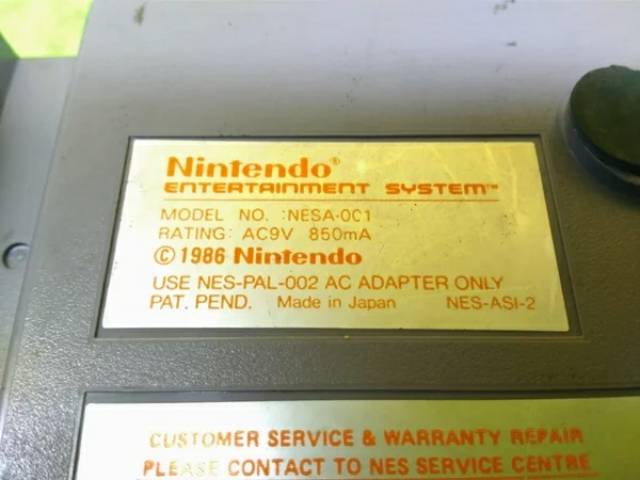 Nintendo®
ENTERTAINMENT SYSTEM™
MODEL NO. :NESA-001
RATING: AC9V 850mA
© 1986 Nintendo
USE NES-PAL-002 AC ADAPTER ONLY
PAT. PEND. Made in Japan NES-ASI-2
CUSTOMER SERVICE & WARRANTY REPAIR
PLEASE CONTACT TO NES SERVICE CENTRE